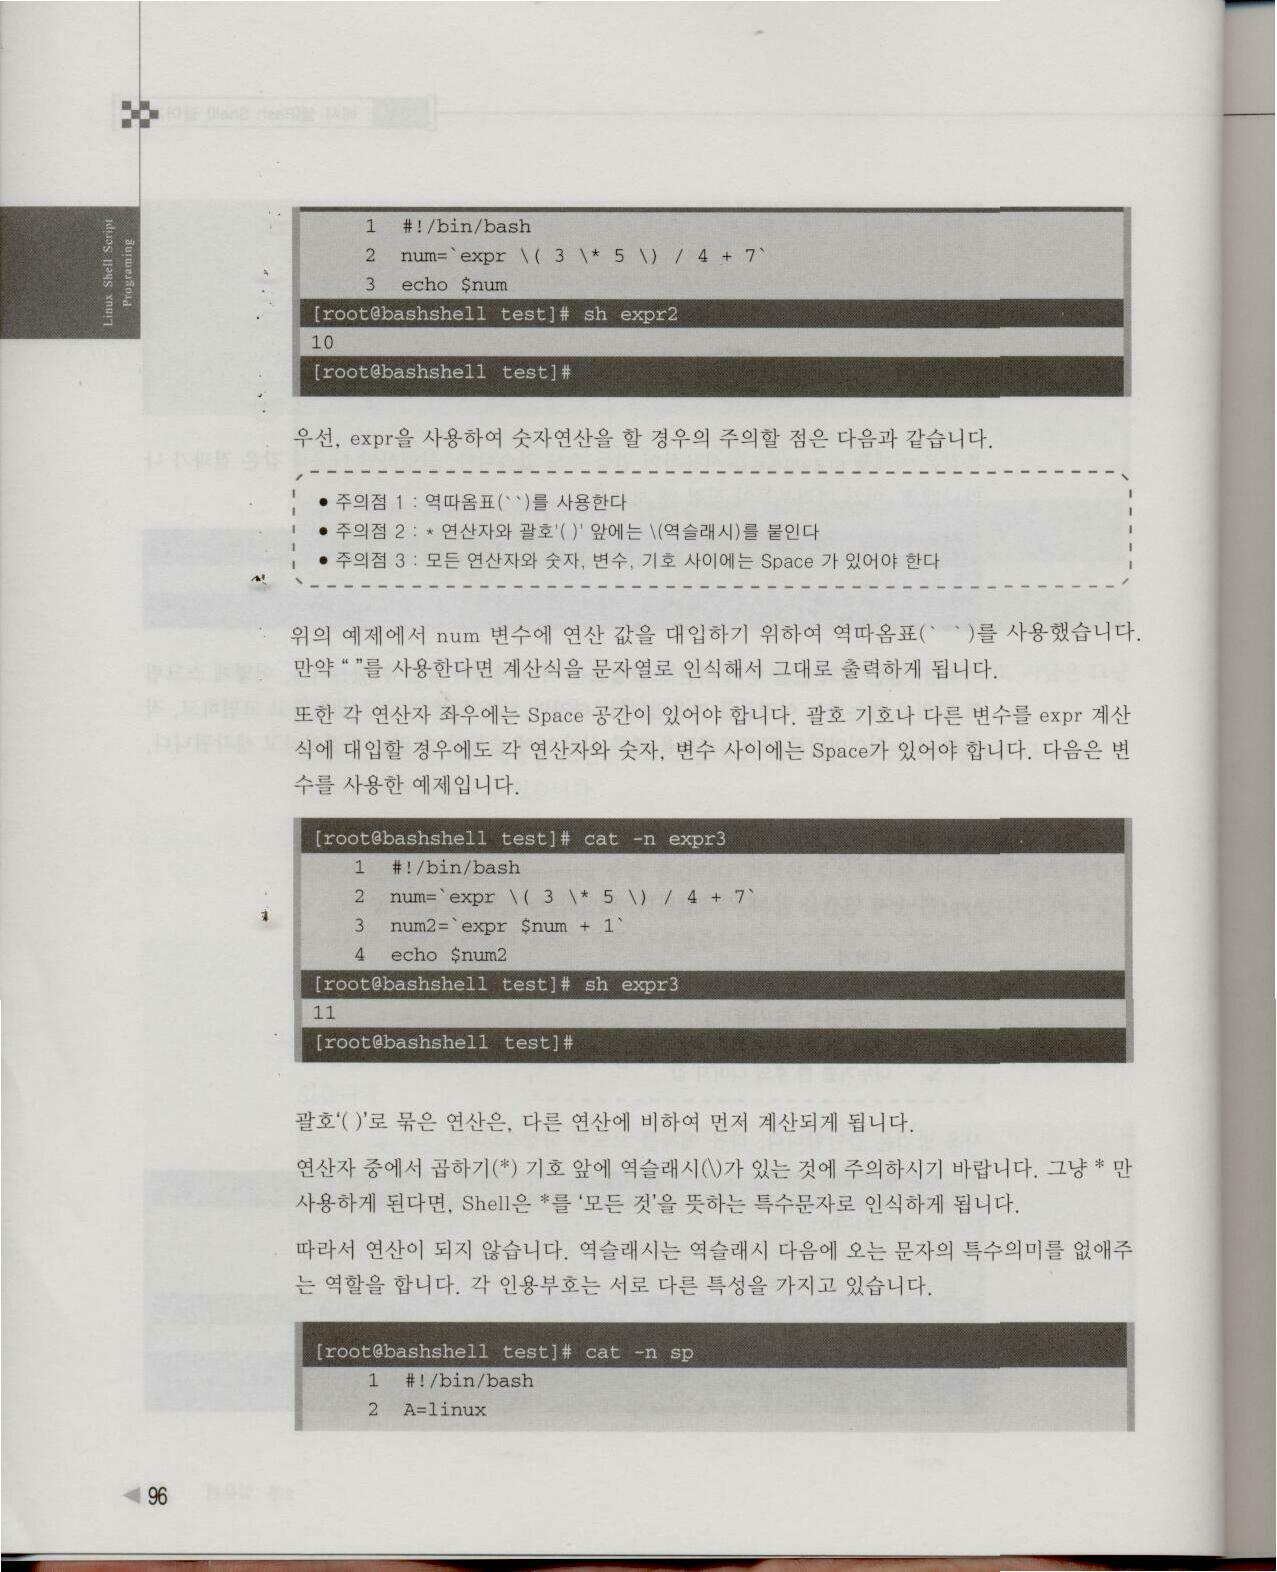 Linux Shell Script
Programing
1 #!/bin/bash
2 num=`expr \( 3 \* 5 \) / 4 + 7`
3 echo $num
[root@bashshell test]# sh expr2
10
[root@bashshell test]#
우선, expr을 사용하여 숫자연산을 할 경우의 주의할 점은 다음과 같습니다.
● 주의점 1 : 역따옴표(``)를 사용한다
● 주의점 2 : * 연산자와 괄호'( )' 앞에는 \(역슬래시)를 붙인다
● 주의점 3 : 모든 연산자와 숫자, 변수, 기호 사이에는 Space 가 있어야 한다
위의 예제에서 num 변수에 연산 값을 대입하기 위하여 역따옴표(` `)를 사용했습니다.
만약 “ ”를 사용한다면 계산식을 문자열로 인식해서 그대로 출력하게 됩니다.
또한 각 연산자 좌우에는 Space 공간이 있어야 합니다. 괄호 기호나 다른 변수를 expr 계산
식에 대입할 경우에도 각 연산자와 숫자, 변수 사이에는 Space가 있어야 합니다. 다음은 변
수를 사용한 예제입니다.
[root@bashshell test]# cat -n expr3
1 #!/bin/bash
2 num=`expr \( 3 \* 5 \) / 4 + 7`
3 num2=`expr $num + 1`
4 echo $num2
[root@bashshell test]# sh expr3
11
[root@bashshell test]#
괄호‘( )’로 묶은 연산은, 다른 연산에 비하여 먼저 계산되게 됩니다.
연산자 중에서 곱하기(*) 기호 앞에 역슬래시(\)가 있는 것에 주의하시기 바랍니다. 그냥 * 만
사용하게 된다면, Shell은 *를 ‘모든 것’을 뜻하는 특수문자로 인식하게 됩니다.
따라서 연산이 되지 않습니다. 역슬래시는 역슬래시 다음에 오는 문자의 특수의미를 없애주
는 역할을 합니다. 각 인용부호는 서로 다른 특성을 가지고 있습니다.
[root@bashshell test]# cat -n sp
1 #!/bin/bash
2 A=linux
◀ 96